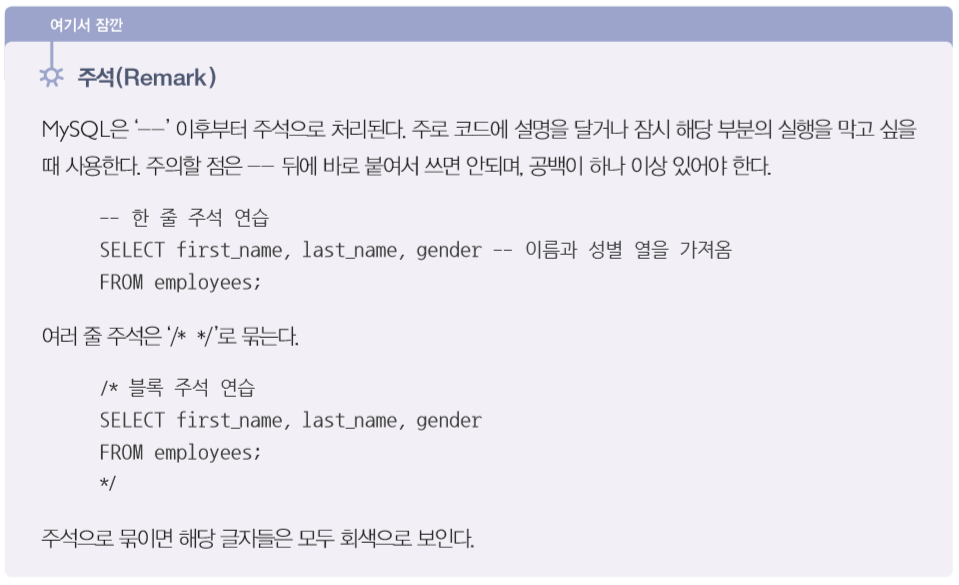 여기서 잠깐
주석(Remark)
MySQL은 ‘––’ 이후부터 주석으로 처리된다. 주로 코드에 설명을 달거나 잠시 해당 부분의 실행을 막고 싶을
때 사용한다. 주의할 점은 –– 뒤에 바로 붙여서 쓰면 안되며, 공백이 하나 이상 있어야 한다.
-- 한 줄 주석 연습
SELECT first_name, last_name, gender -- 이름과 성별 열을 가져옴
FROM employees;
여러 줄 주석은 ‘/* */’로 묶는다.
/* 블록 주석 연습
SELECT first_name, last_name, gender
FROM employees;
*/
주석으로 묶이면 해당 글자들은 모두 회색으로 보인다.